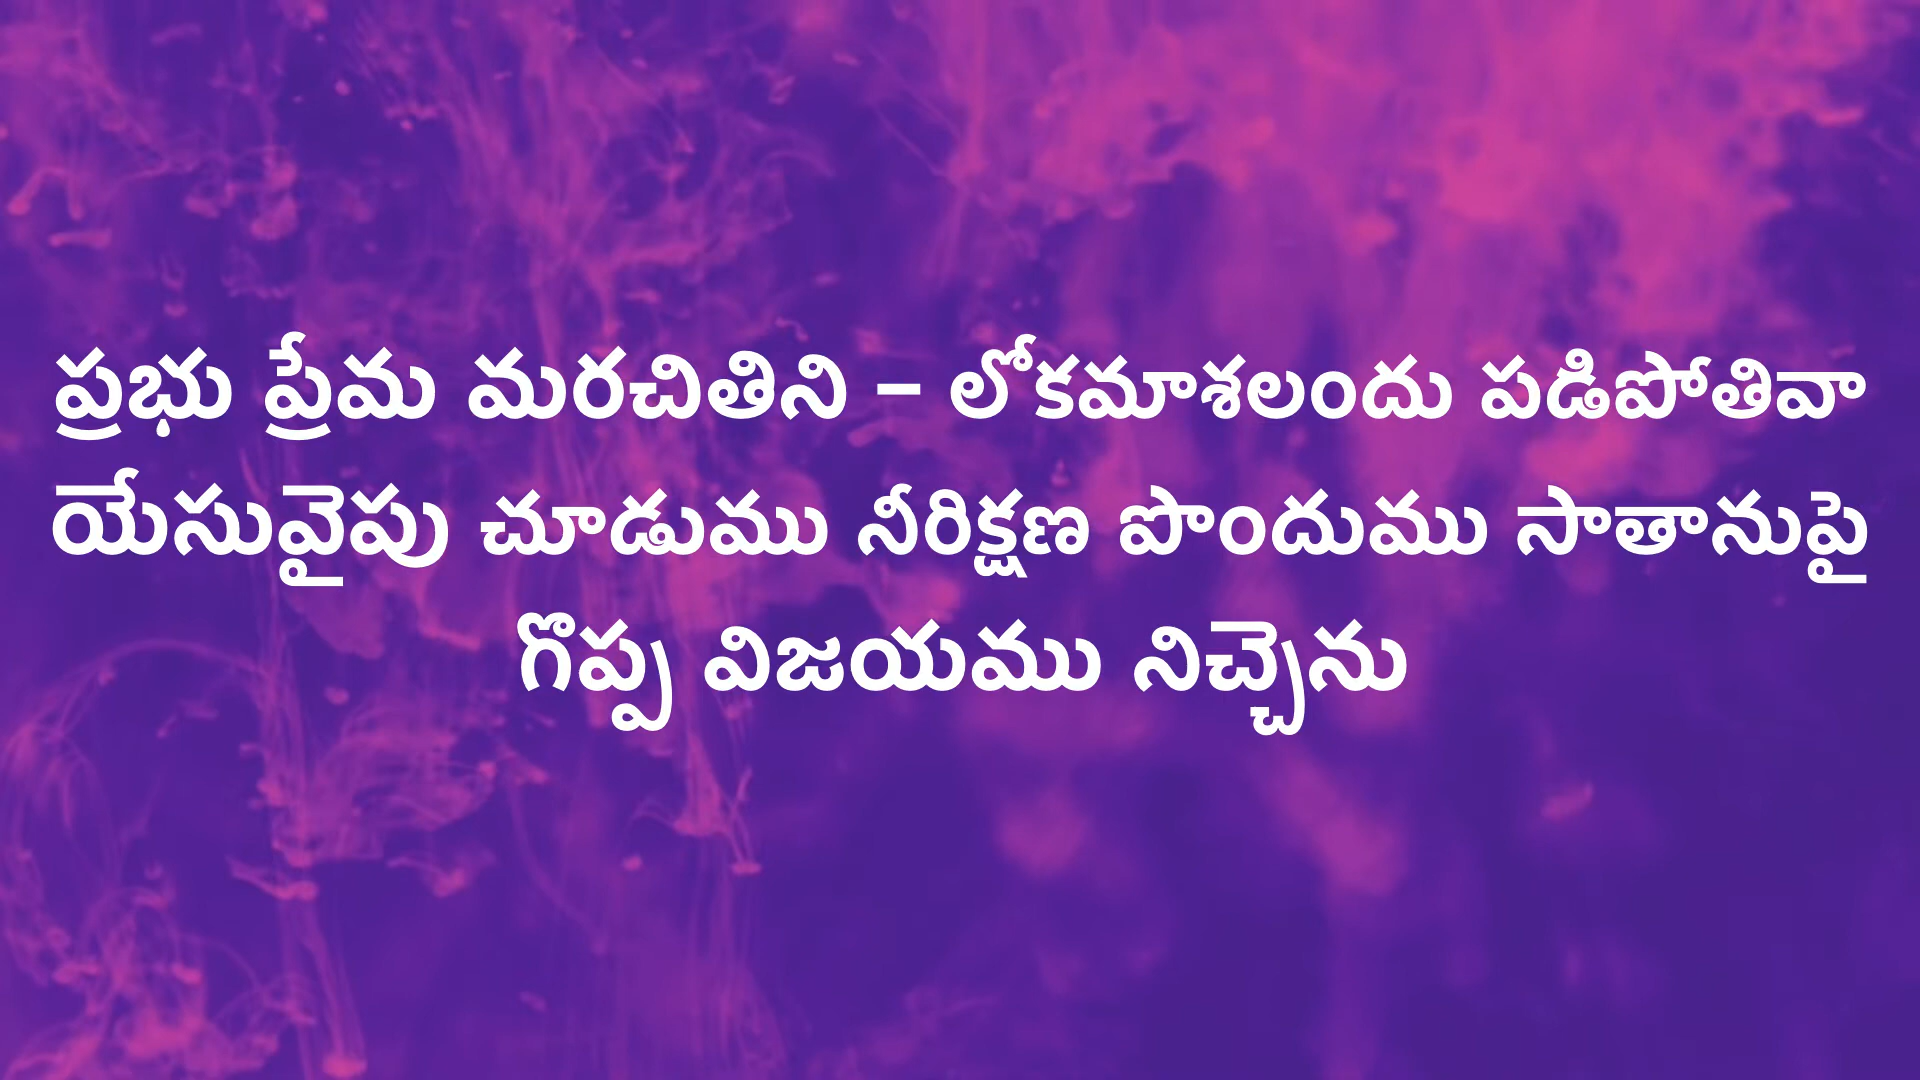 ప్రభు ప్రేమ మరచితిని – లోకమాశలందు పడిపోతివా
యేసువైపు చూడుము నీరిక్షణ పొందుము సాతానుపై
గొప్ప విజయము నిచ్చెను